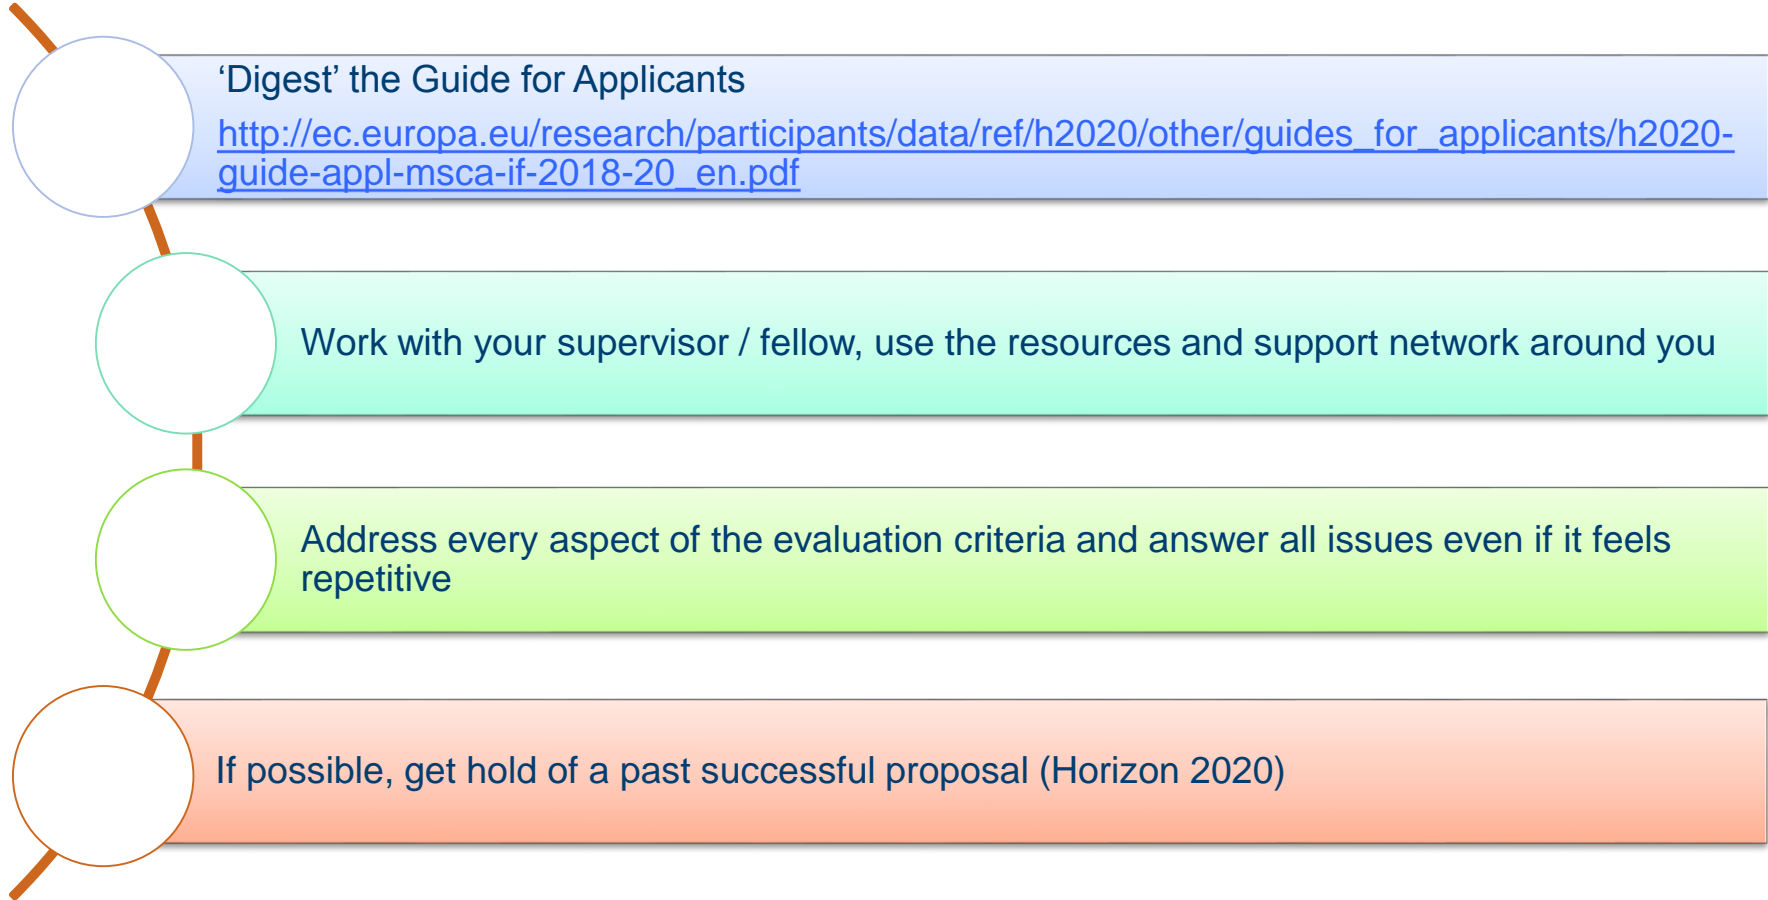 ‘Digest’ the Guide for Applicants
http://ec.europa.eu/research/participants/data/ref/h2020/other/guides_for_applicants/h2020-
guide-appl-msca-if-2018-20_en.pdf
Work with your supervisor / fellow, use the resources and support network around you
Address every aspect of the evaluation criteria and answer all issues even if it feels
repetitive
If possible, get hold of a past successful proposal (Horizon 2020)